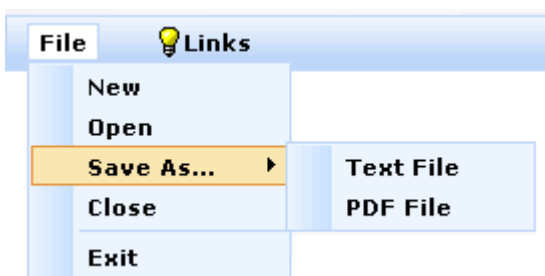 File Links
New
Open
Save As... Text File
Close PDF File
Exit